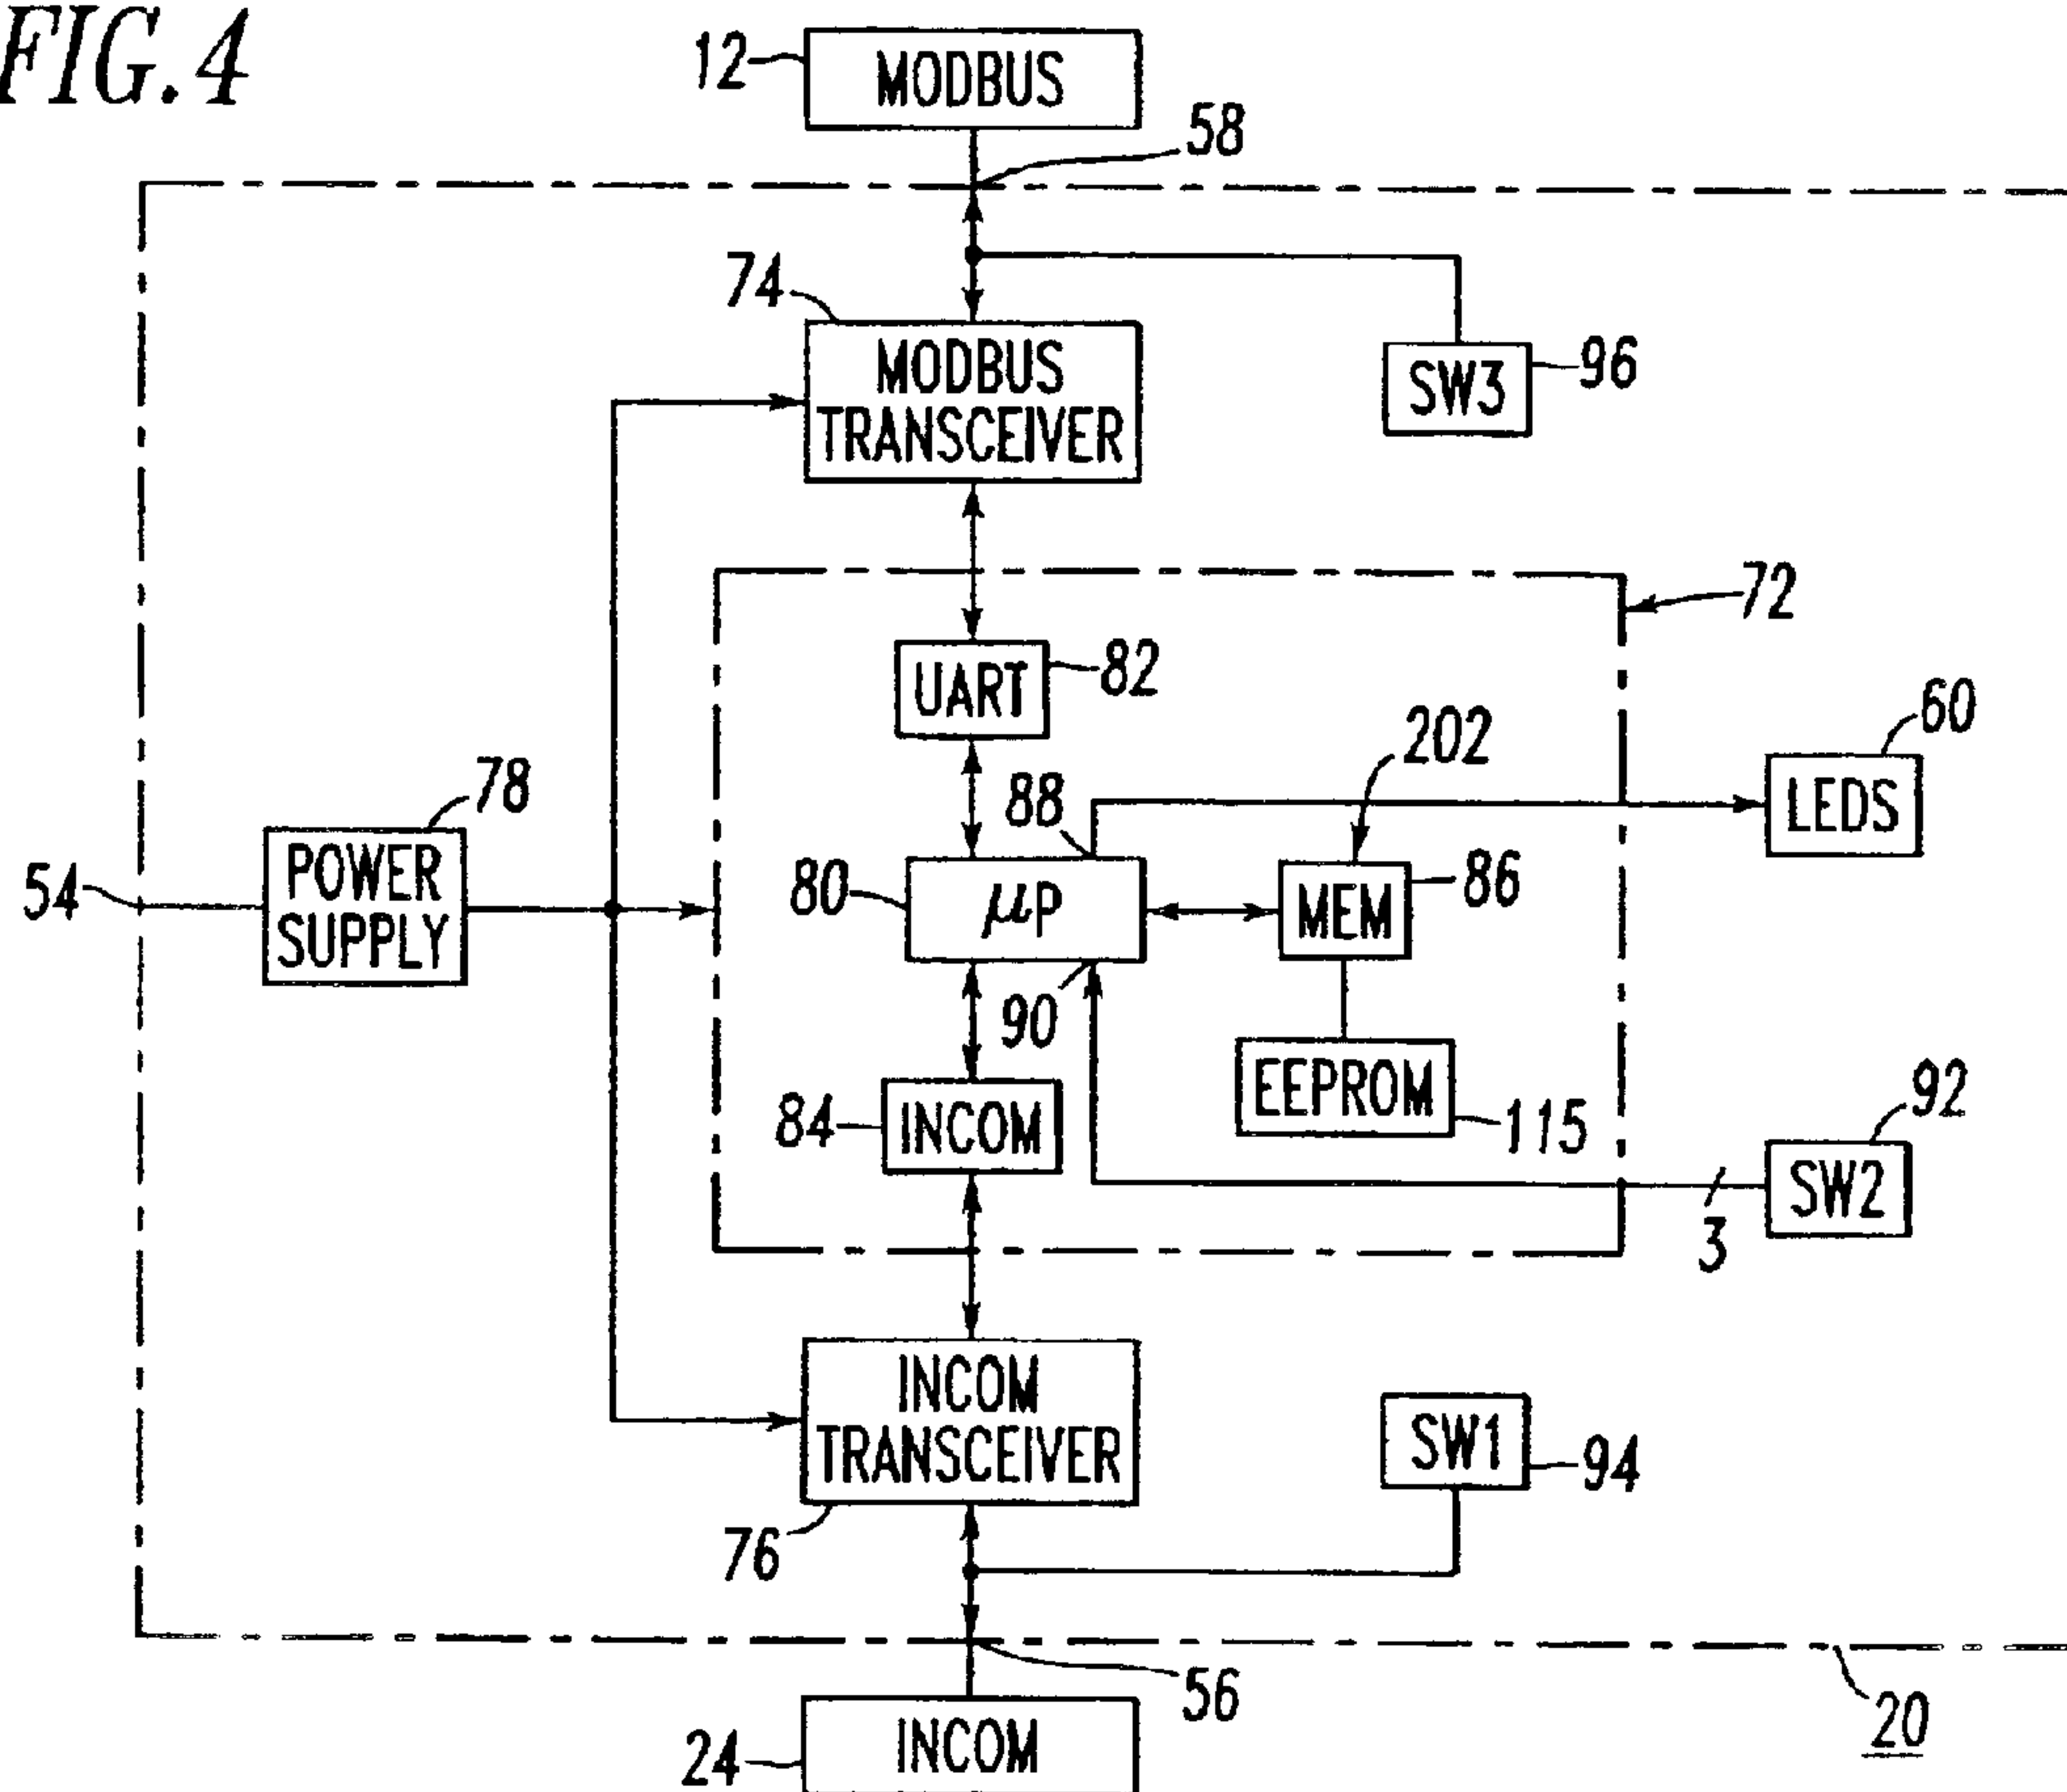 FIG. 4
12
MODBUS
58
74
MODBUS
TRANSCEIVER
SW3
96
72
UART
82
202
60
LEDS
78
88
POWER
SUPPLY
54
80
μP
MEM
86
90
EEPROM
115
84
INCOM
92
SW2
3
INCOM
TRANSCEIVER
76
SW1
94
56
24
INCOM
20